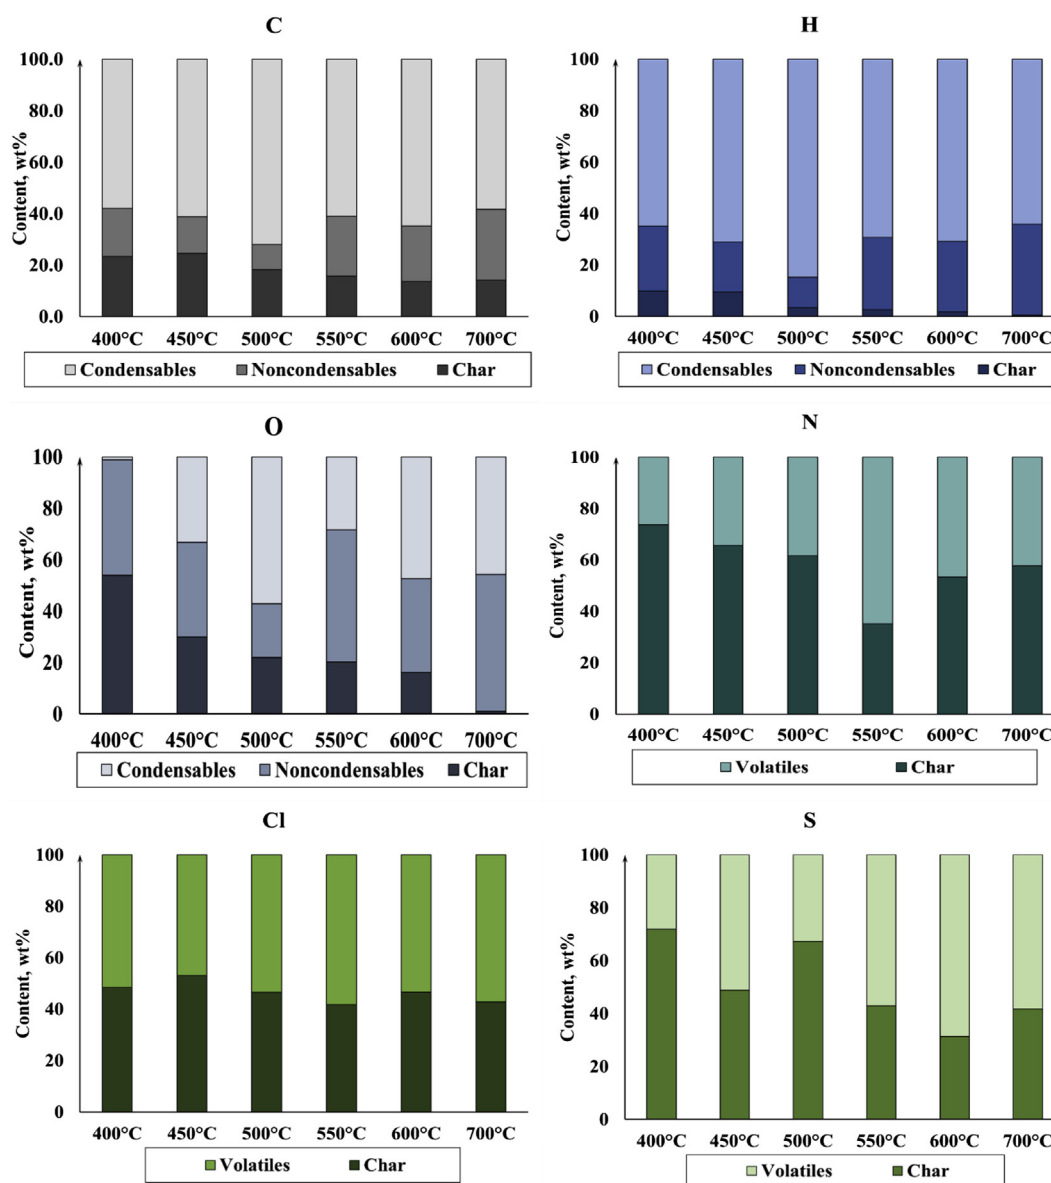 C
Content, wt%
100.0
80.0
60.0
40.0
20.0
0.0
400°C 450°C 500°C 550°C 600°C 700°C
Condensables Noncondensables Char
H
Content, wt%
100
80
60
40
20
0
400°C 450°C 500°C 550°C 600°C 700°C
Condensables Noncondensables Char
O
Content, wt%
100
80
60
40
20
0
400°C 450°C 500°C 550°C 600°C 700°C
Condensables Noncondensables Char
N
Content, wt%
100
80
60
40
20
0
400°C 450°C 500°C 550°C 600°C 700°C
Volatiles Char
Cl
Content, wt%
100
80
60
40
20
0
400°C 450°C 500°C 550°C 600°C 700°C
Volatiles Char
S
Content, wt%
100
80
60
40
20
0
400°C 450°C 500°C 550°C 600°C 700°C
Volatiles Char